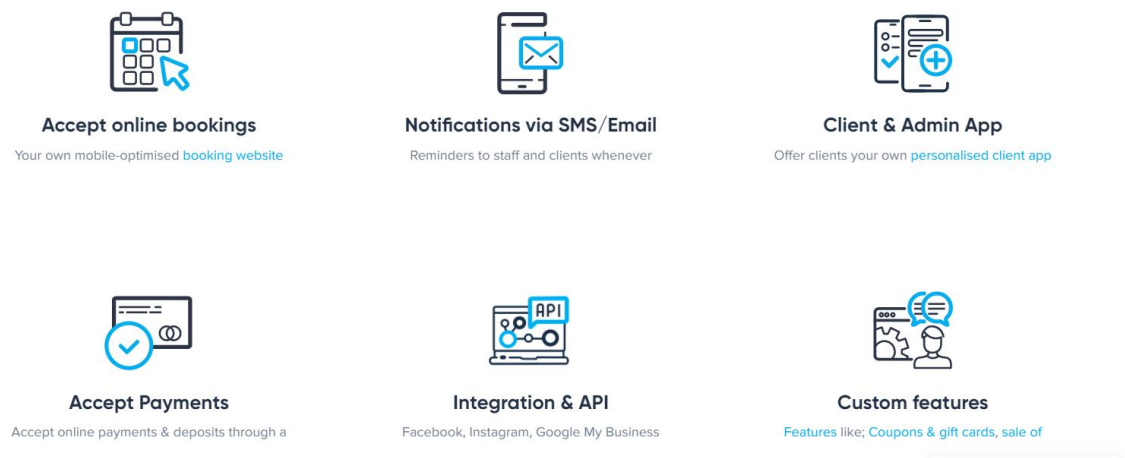 Accept online bookings
Your own mobile-optimised booking website
Notifications via SMS/Email
Reminders to staff and clients whenever
Client & Admin App
Offer clients your own personalised client app
Accept Payments
Accept online payments & deposits through a
API
Integration & API
Facebook, Instagram, Google My Business
Custom features
Features like; Coupons & gift cards, sale of